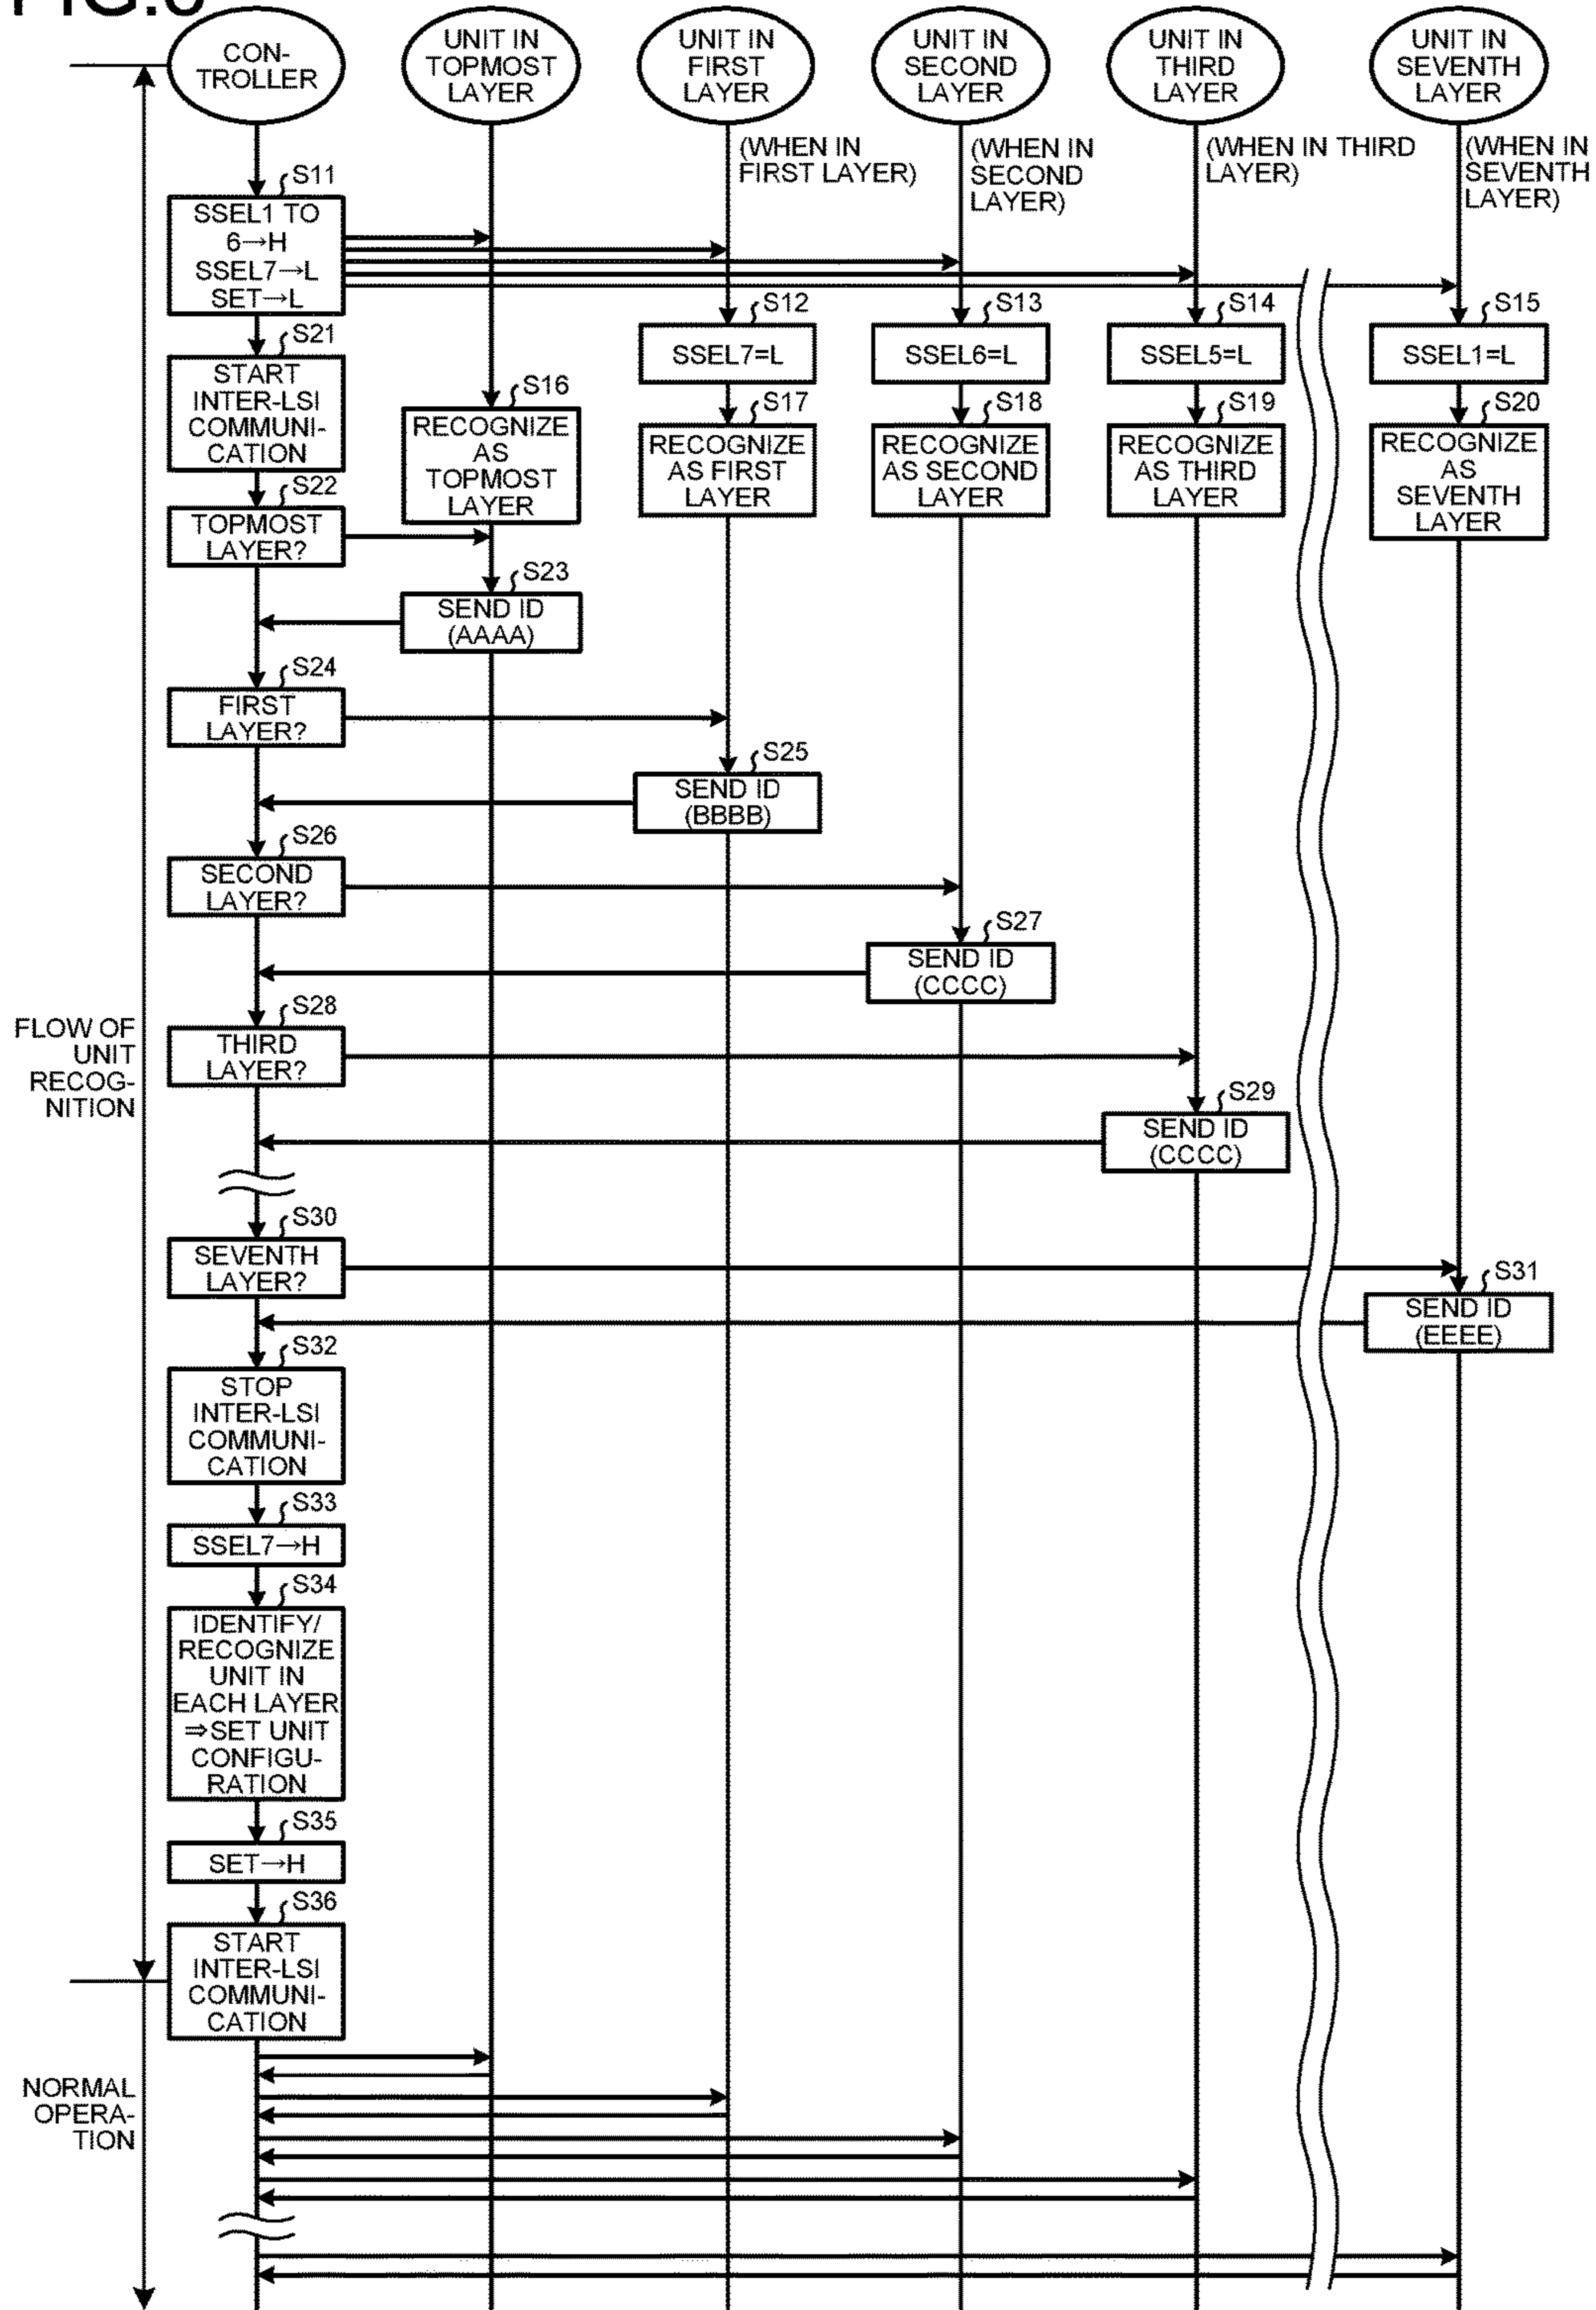 CON-
TROLLER
UNIT IN
TOPMOST
LAYER
UNIT IN
FIRST
LAYER
UNIT IN
SECOND
LAYER
UNIT IN
THIRD
LAYER
UNIT IN
SEVENTH
LAYER
(WHEN IN
FIRST LAYER)
(WHEN IN
SECOND
LAYER)
(WHEN IN THIRD
LAYER)
(WHEN IN
SEVENTH
LAYER)
S11
SSEL1 TO
6→H
SSEL7→L
SET→L
S12
SSEL7=L
S13
SSEL6=L
S14
SSEL5=L
S15
SSEL1=L
S21
START
INTER-LSI
COMMUNI-
CATION
S16
RECOGNIZE
AS
TOPMOST
LAYER
S17
RECOGNIZE
AS FIRST
LAYER
S18
RECOGNIZE
AS SECOND
LAYER
S19
RECOGNIZE
AS THIRD
LAYER
S20
RECOGNIZE
AS
SEVENTH
LAYER
S22
TOPMOST
LAYER?
S23
SEND ID
(AAAA)
S24
FIRST
LAYER?
S25
SEND ID
(BBBB)
S26
SECOND
LAYER?
S27
SEND ID
(CCCC)
S28
THIRD
LAYER?
FLOW OF
UNIT
RECOG-
NITION
S29
SEND ID
(CCCC)
S30
SEVENTH
LAYER?
S31
SEND ID
(EEEE)
S32
STOP
INTER-LSI
COMMUNI-
CATION
S33
SSEL7→H
S34
IDENTIFY/
RECOGNIZE
UNIT IN
EACH LAYER
⇒SET UNIT
CONFIGU-
RATION
S35
SET→H
S36
START
INTER-LSI
COMMUNI-
CATION
NORMAL
OPERA-
TION